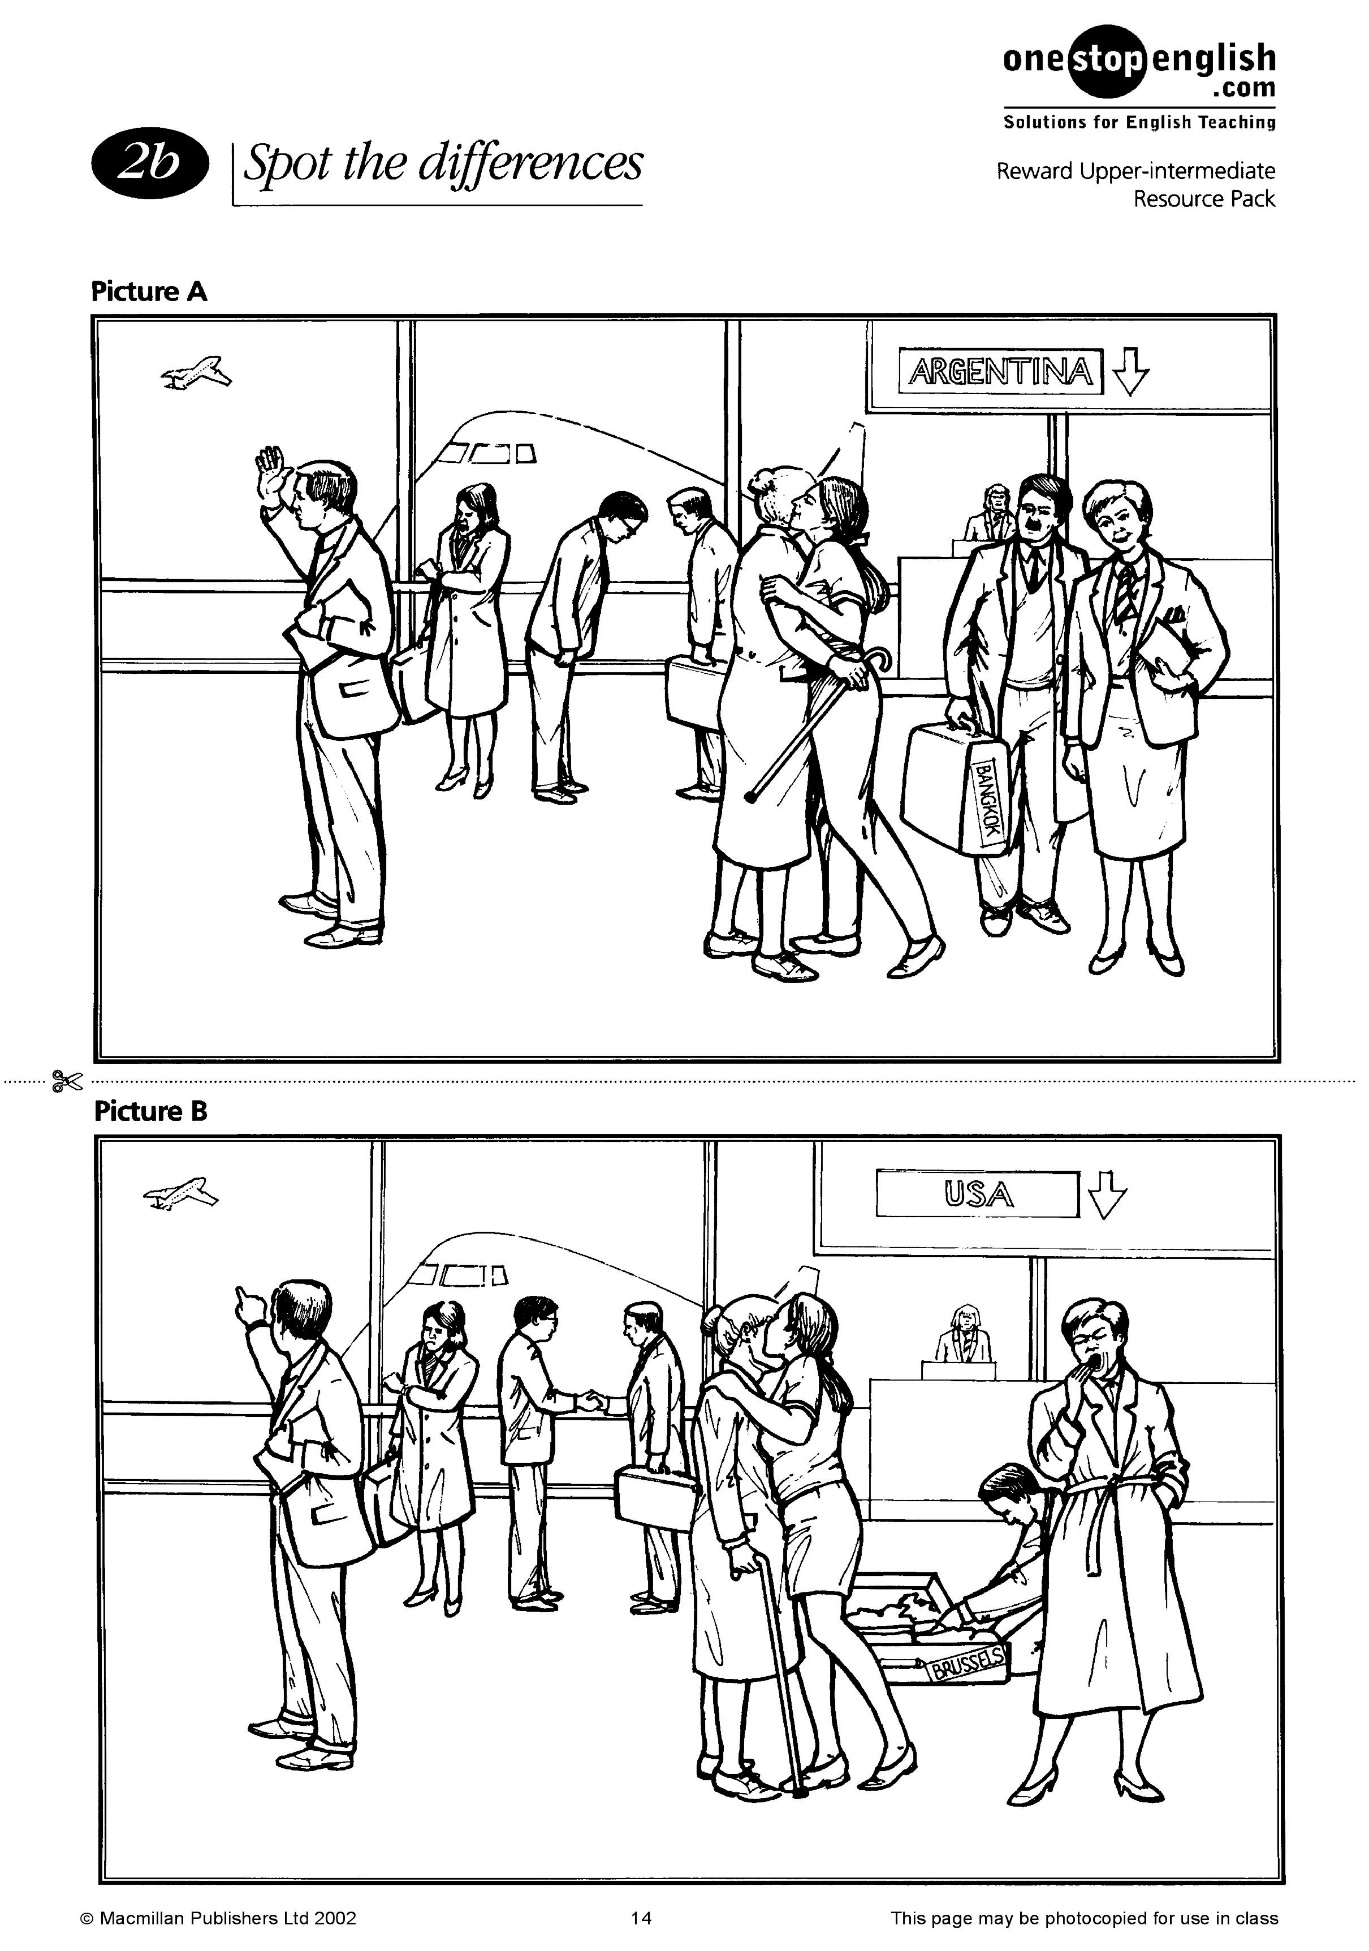 onestopenglish
.com
Solutions for English Teaching
2b Spot the differences
Reward Upper-intermediate
Resource Pack
Picture A
ARGENTINA
BANGKOK
Picture B
USA
BRUSSELS
© Macmillan Publishers Ltd 2002 14 This page may be photocopied for use in class